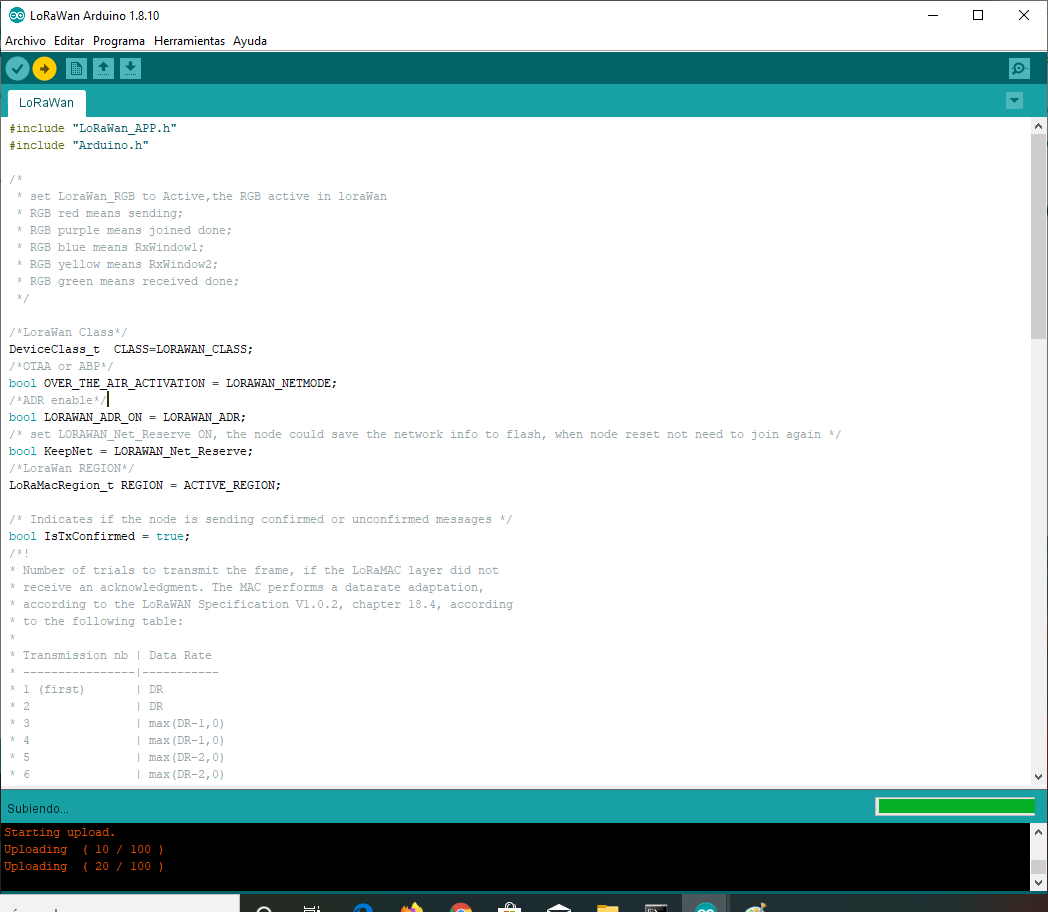 LoRaWan Arduino 1.8.10
Archivo Editar Programa Herramientas Ayuda
LoRaWan
#include "LoRaWan_APP.h"
#include "Arduino.h"
/*
 * set LoraWan_RGB to Active,the RGB active in loraWan
 * RGB red means sending;
 * RGB purple means joined done;
 * RGB blue means RxWindow1;
 * RGB yellow means RxWindow2;
 * RGB green means received done;
 */
/*LoraWan Class*/
DeviceClass_t  CLASS=LORAWAN_CLASS;
/*OTAA or ABP*/
bool OVER_THE_AIR_ACTIVATION = LORAWAN_NETMODE;
/*ADR enable*/
bool LORAWAN_ADR_ON = LORAWAN_ADR;
/* set LORAWAN_Net_Reserve ON, the node could save the network info to flash, when node reset not need to join again */
bool KeepNet = LORAWAN_Net_Reserve;
/*LoraWan REGION*/
LoRaMacRegion_t REGION = ACTIVE_REGION;
/* Indicates if the node is sending confirmed or unconfirmed messages */
bool IsTxConfirmed = true;
/*!
* Number of trials to transmit the frame, if the LoRaMAC layer did not
* receive an acknowledgment. The MAC performs a datarate adaptation,
* according to the LoRaWAN Specification V1.0.2, chapter 18.4, according
* to the following table:
*
* Transmission nb | Data Rate
* ----------------|-----------
* 1 (first)       | DR
* 2               | DR
* 3               | max(DR-1,0)
* 4               | max(DR-1,0)
* 5               | max(DR-2,0)
* 6               | max(DR-2,0)
Subiendo...
Starting upload.
Uploading  ( 10 / 100 )
Uploading  ( 20 / 100 )